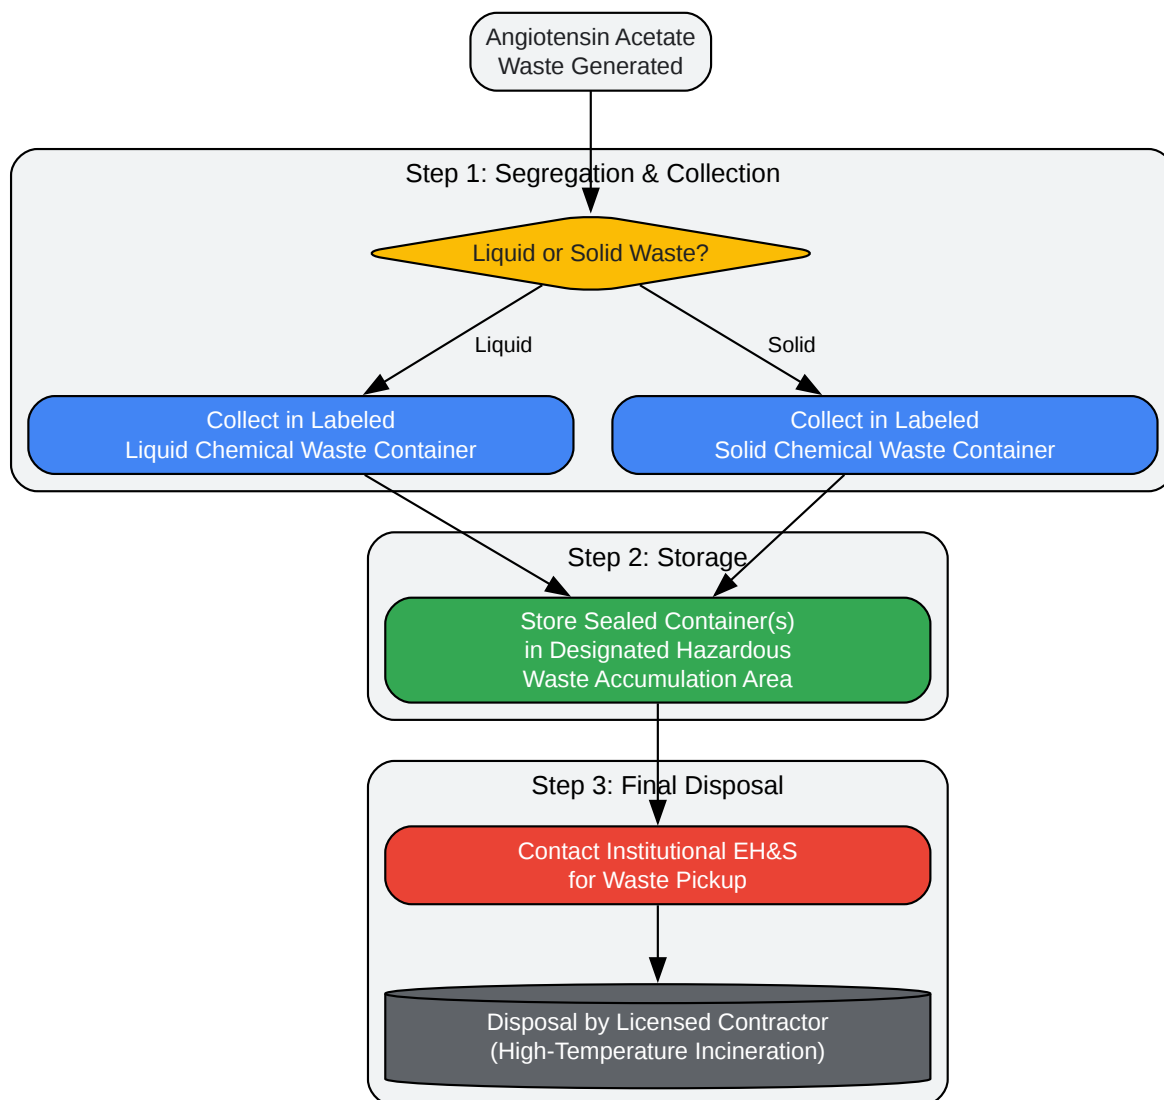 Angiotensin Acetate
Waste Generated
Step 1: Segregation & Collection
Liquid or Solid Waste?
Liquid
Solid
Collect in Labeled
Liquid Chemical Waste Container
Collect in Labeled
Solid Chemical Waste Container
Step 2: Storage
Store Sealed Container(s)
in Designated Hazardous
Waste Accumulation Area
Step 3: Final Disposal
Contact Institutional EH&S
for Waste Pickup
Disposal by Licensed Contractor
(High-Temperature Incineration)